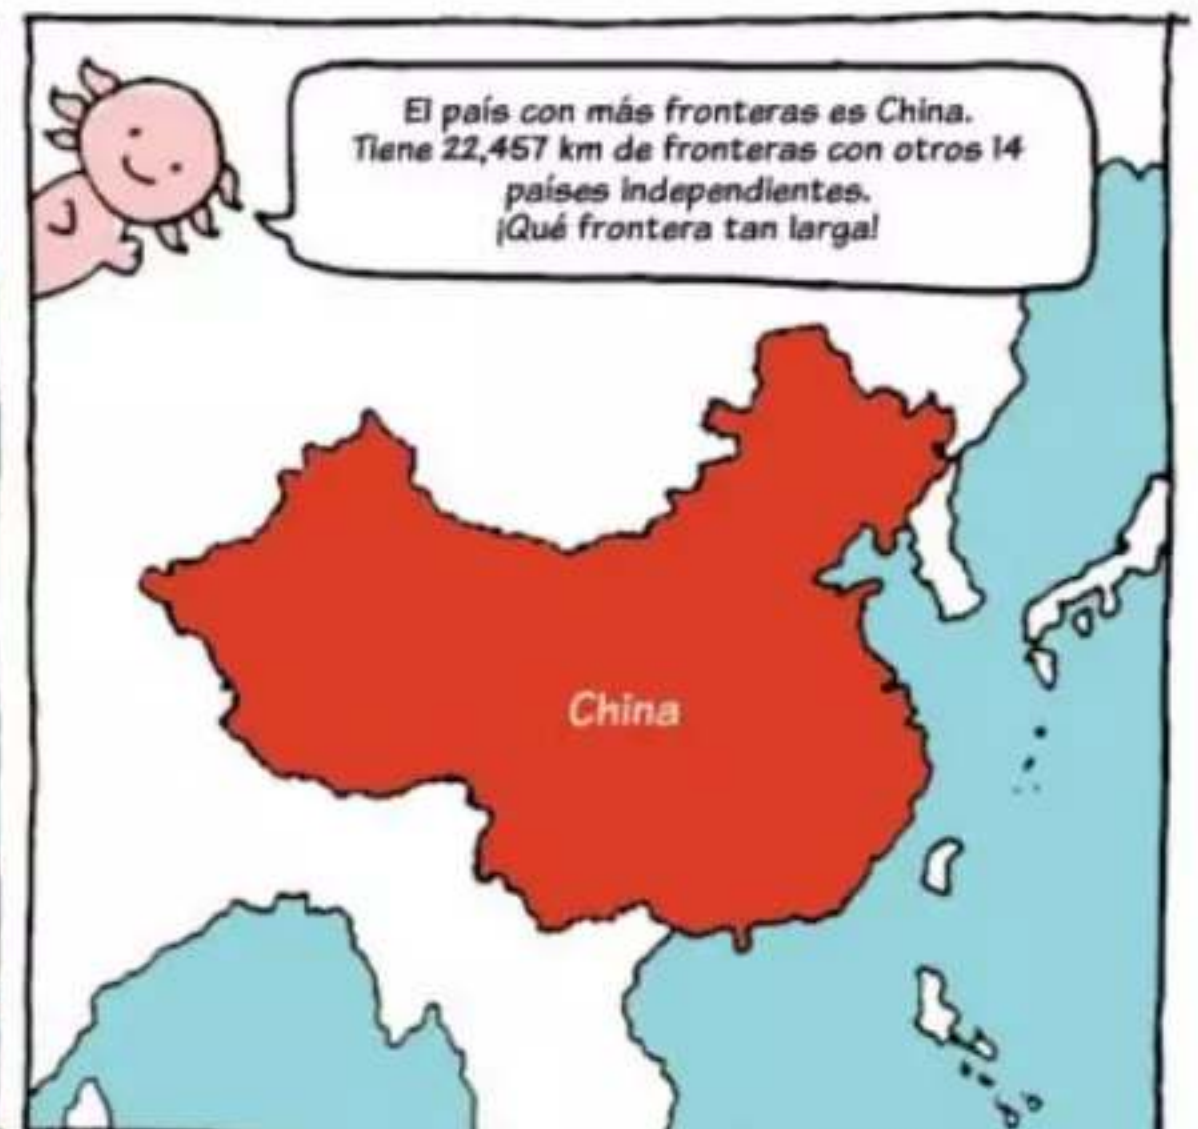 El país con más fronteras es China.
Tiene 22,457 km de fronteras con otros 14
países independientes.
¡Qué frontera tan larga!
China